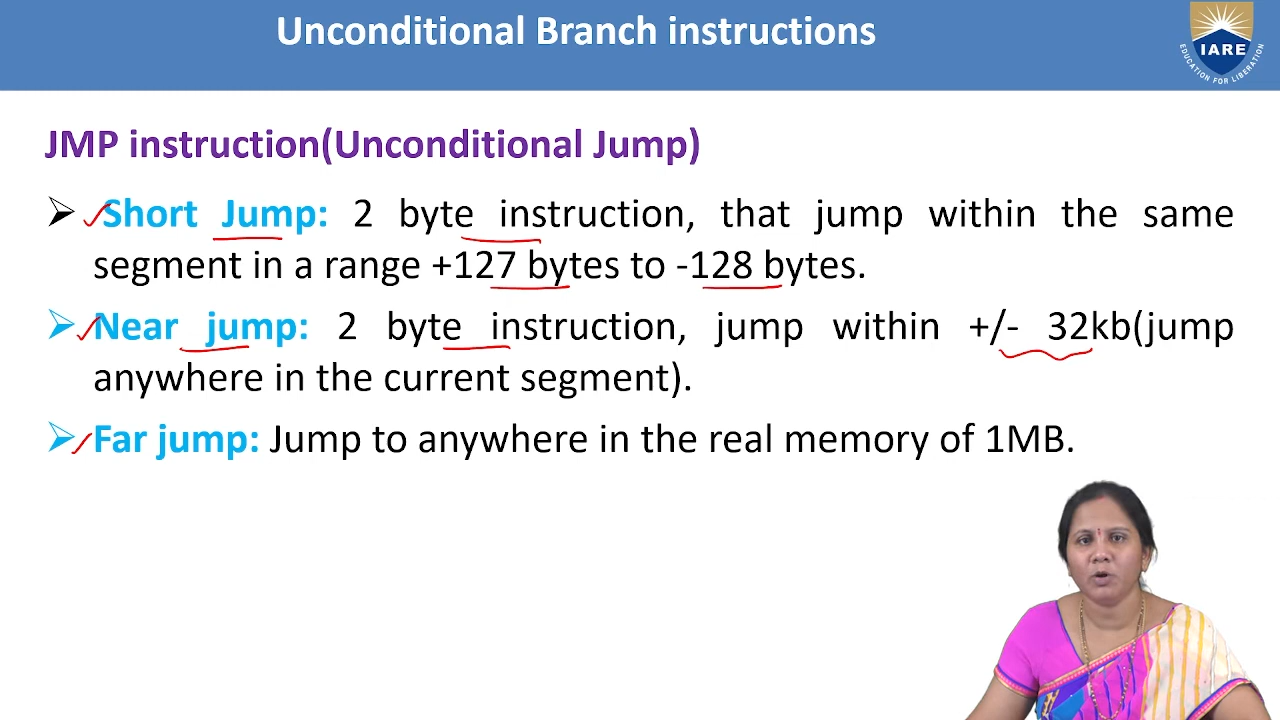 Unconditional Branch instructions
IARE
EDUCATION FOR LIBERATION
JMP instruction(Unconditional Jump)
Short Jump: 2 byte instruction, that jump within the same
segment in a range +127 bytes to -128 bytes.
Near jump: 2 byte instruction, jump within +/- 32kb(jump
anywhere in the current segment).
Far jump: Jump to anywhere in the real memory of 1MB.